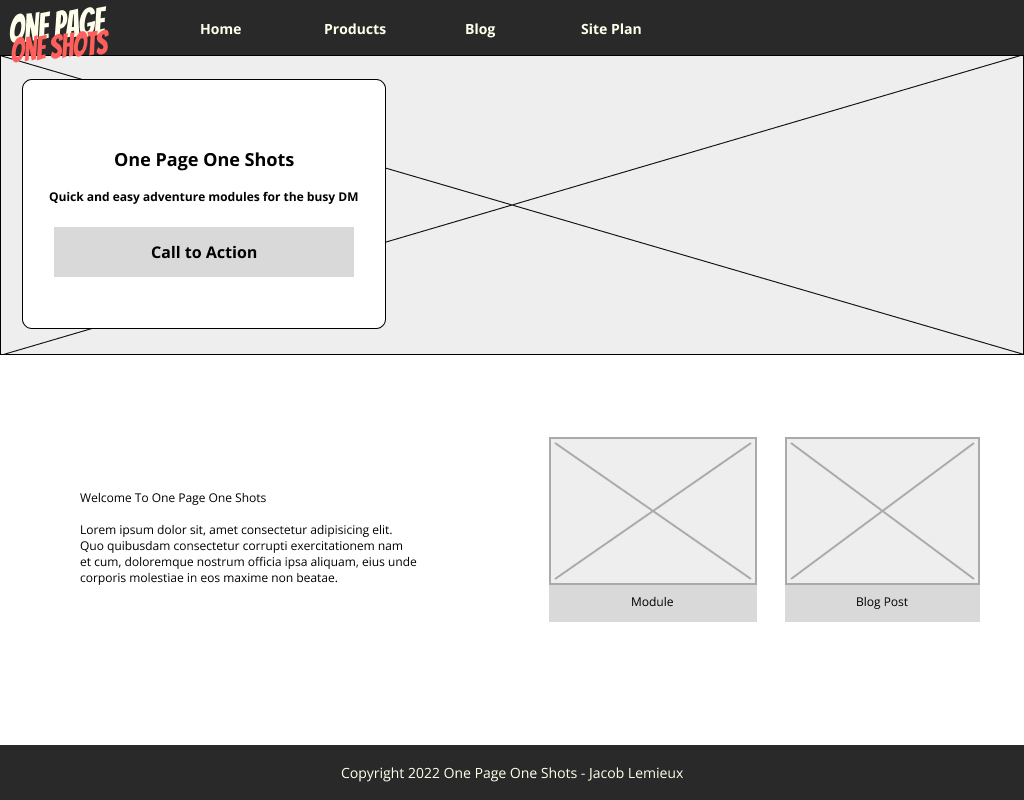 ONE PAGE
ONE SHOTS
Home Products Blog Site Plan
One Page One Shots
Quick and easy adventure modules for the busy DM
Call to Action
Welcome To One Page One Shots
Lorem ipsum dolor sit, amet consectetur adipisicing elit.
Quo quibusdam consectetur corrupti exercitationem nam
et cum, doloremque nostrum officia ipsa aliquam, eius unde
corporis molestiae in eos maxime non beatae.
Module
Blog Post
Copyright 2022 One Page One Shots - Jacob Lemieux